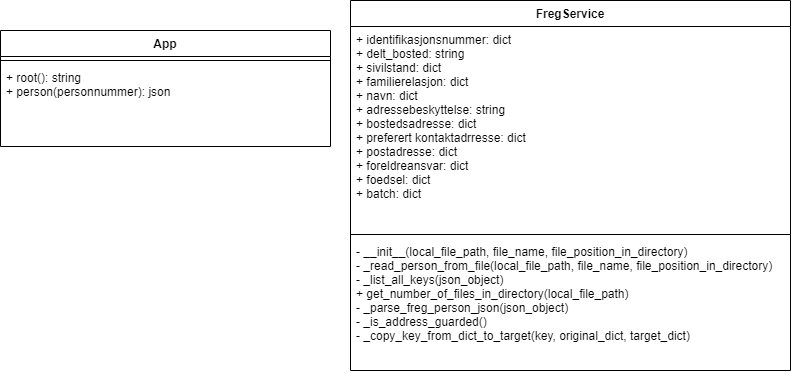 App
+ root(): string
+ person(personnummer): json
FregService
+ identifikasjonsnummer: dict
+ delt_bosted: string
+ sivilstand: dict
+ familierelasjon: dict
+ navn: dict
+ adressebeskyttelse: string
+ bostedsadresse: dict
+ preferert kontaktadrresse: dict
+ postadresse: dict
+ foreldreansvar: dict
+ foedsel: dict
+ batch: dict
- __init__(local_file_path, file_name, file_position_in_directory)
- _read_person_from_file(local_file_path, file_name, file_position_in_directory)
- _list_all_keys(json_object)
+ get_number_of_files_in_directory(local_file_path)
- _parse_freg_person_json(json_object)
- _is_address_guarded()
- _copy_key_from_dict_to_target(key, original_dict, target_dict)